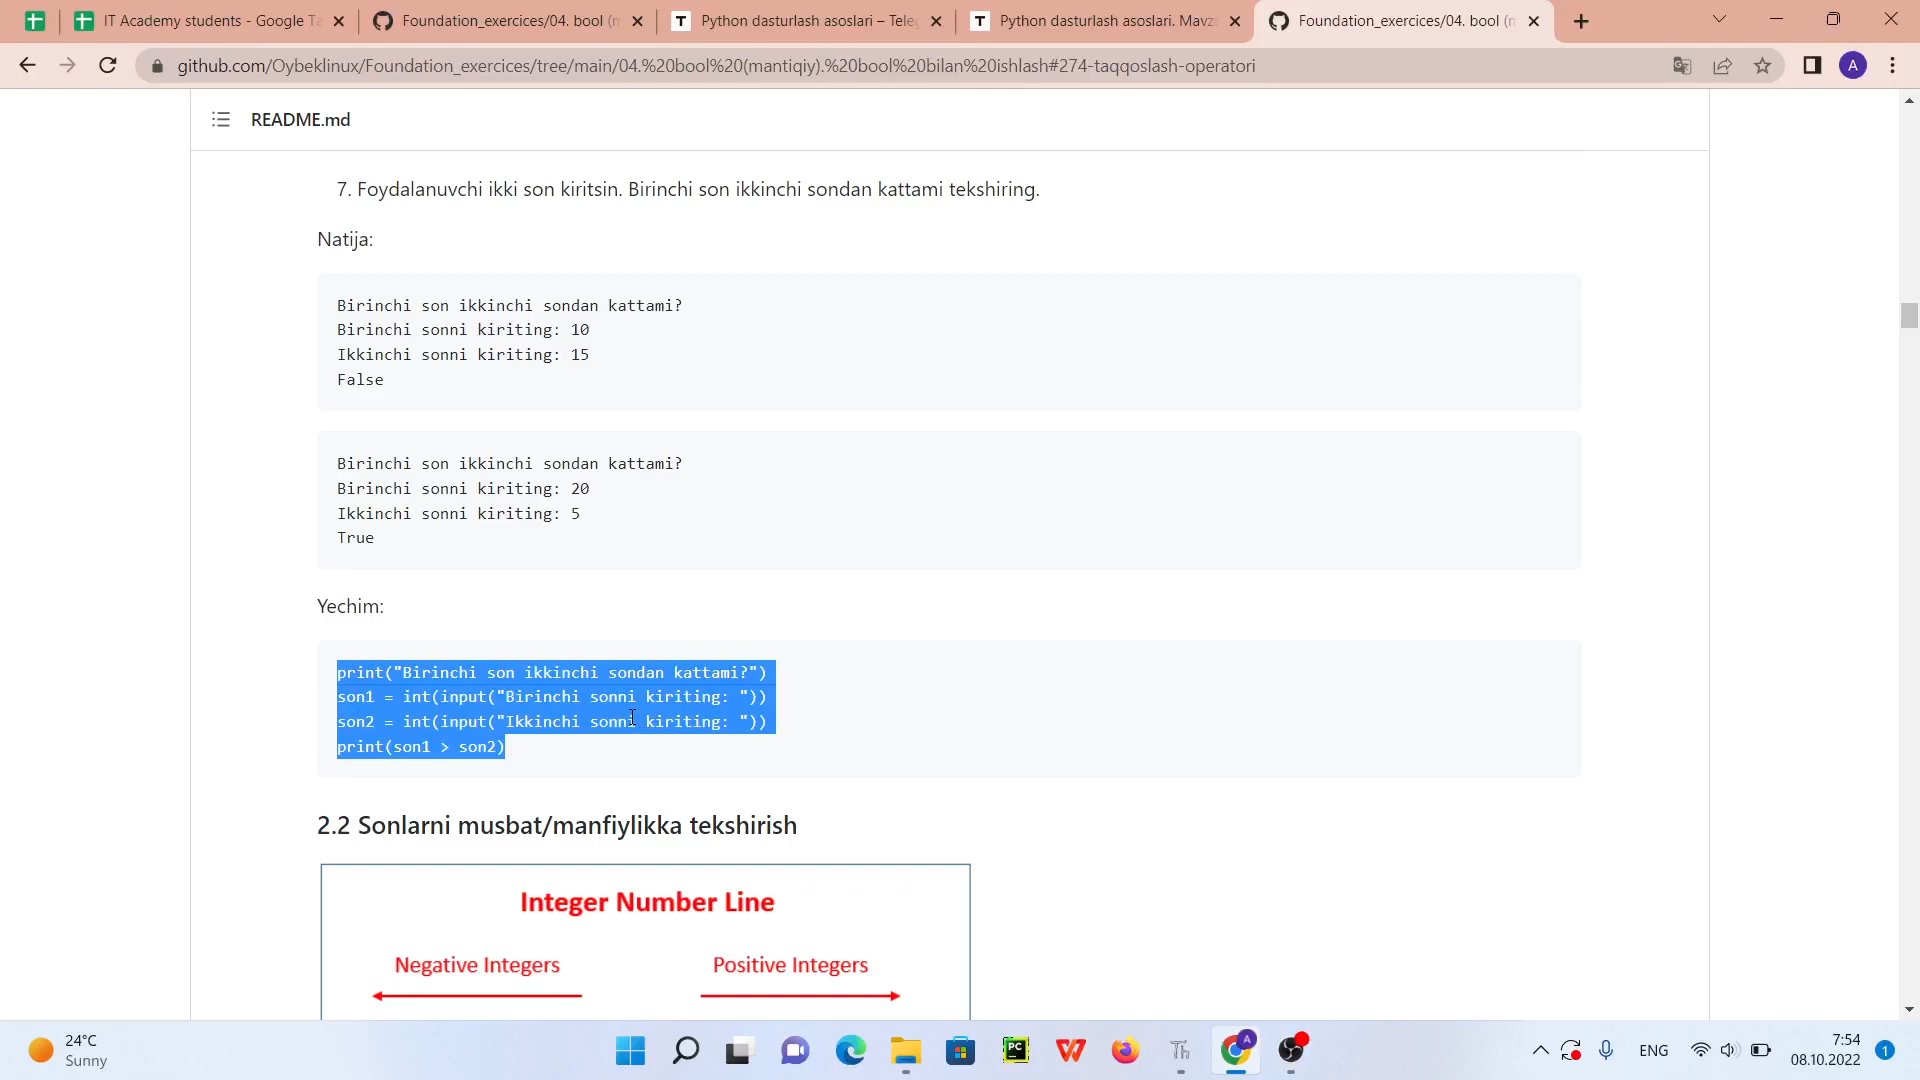 IT Academy students - Google Ta
Foundation_exercices/04. bool (m
Python dasturlash asoslari – Teleg
Python dasturlash asoslari. Mavz
Foundation_exercices/04. bool (m
github.com/Oybeklinux/Foundation_exercices/tree/main/04.%20bool%20(mantiqiy).%20bool%20bilan%20ishlash#274-taqqoslash-operatori
A
README.md
7. Foydalanuvchi ikki son kiritsin. Birinchi son ikkinchi sondan kattami tekshiring.
Natija:
Birinchi son ikkinchi sondan kattami?
Birinchi sonni kiriting: 10
Ikkinchi sonni kiriting: 15
False
Birinchi son ikkinchi sondan kattami?
Birinchi sonni kiriting: 20
Ikkinchi sonni kiriting: 5
True
Yechim:
print("Birinchi son ikkinchi sondan kattami?")
son1 = int(input("Birinchi sonni kiriting: "))
son2 = int(input("Ikkinchi sonni kiriting: "))
print(son1 > son2)
2.2 Sonlarni musbat/manfiylikka tekshirish
Integer Number Line
Negative Integers
Positive Integers
24°C
Sunny
PC
Th
A
ENG
7:54
08.10.2022
1